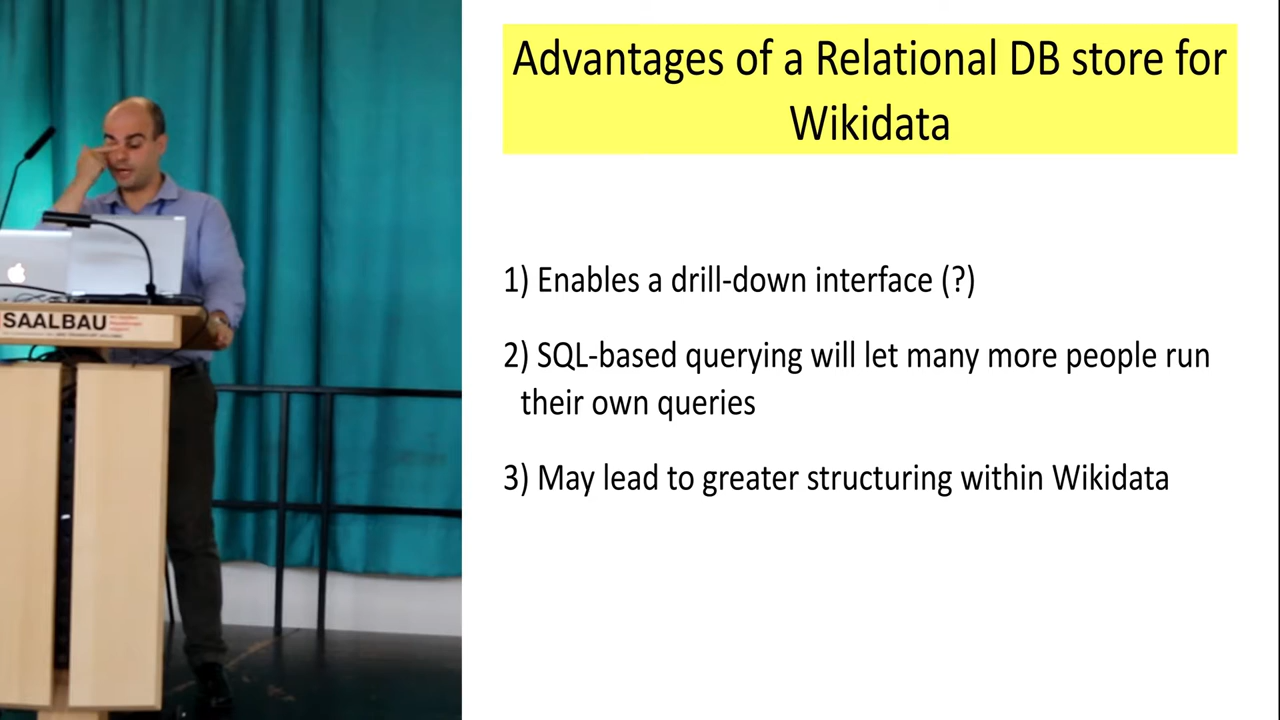 Advantages of a Relational DB store for
Wikidata
1) Enables a drill-down interface (?)
2) SQL-based querying will let many more people run
their own queries
3) May lead to greater structuring within Wikidata
SAALBAU